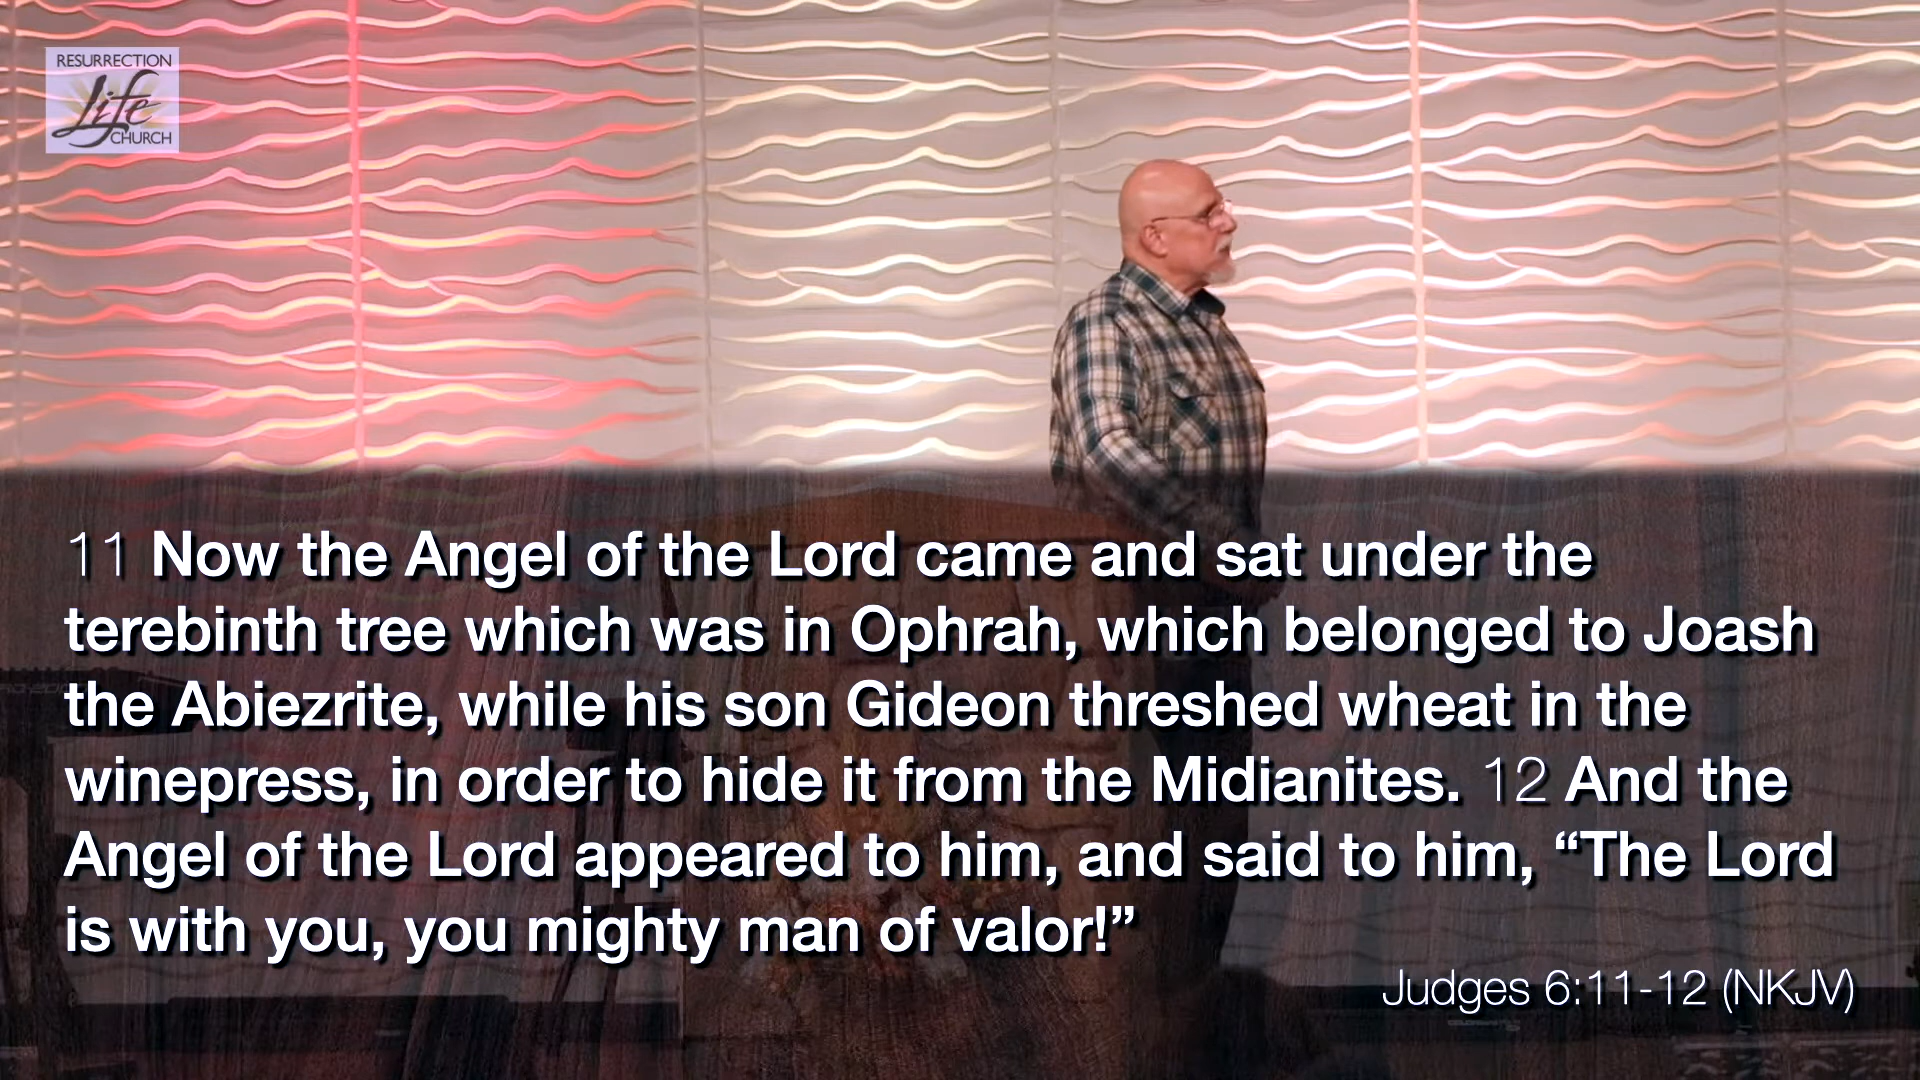 RESURRECTION
Life
CHURCH
11 Now the Angel of the Lord came and sat under the
terebinth tree which was in Ophrah, which belonged to Joash
the Abiezrite, while his son Gideon threshed wheat in the
winepress, in order to hide it from the Midianites. 12 And the
Angel of the Lord appeared to him, and said to him, “The Lord
is with you, you mighty man of valor!”
Judges 6:11-12 (NKJV)